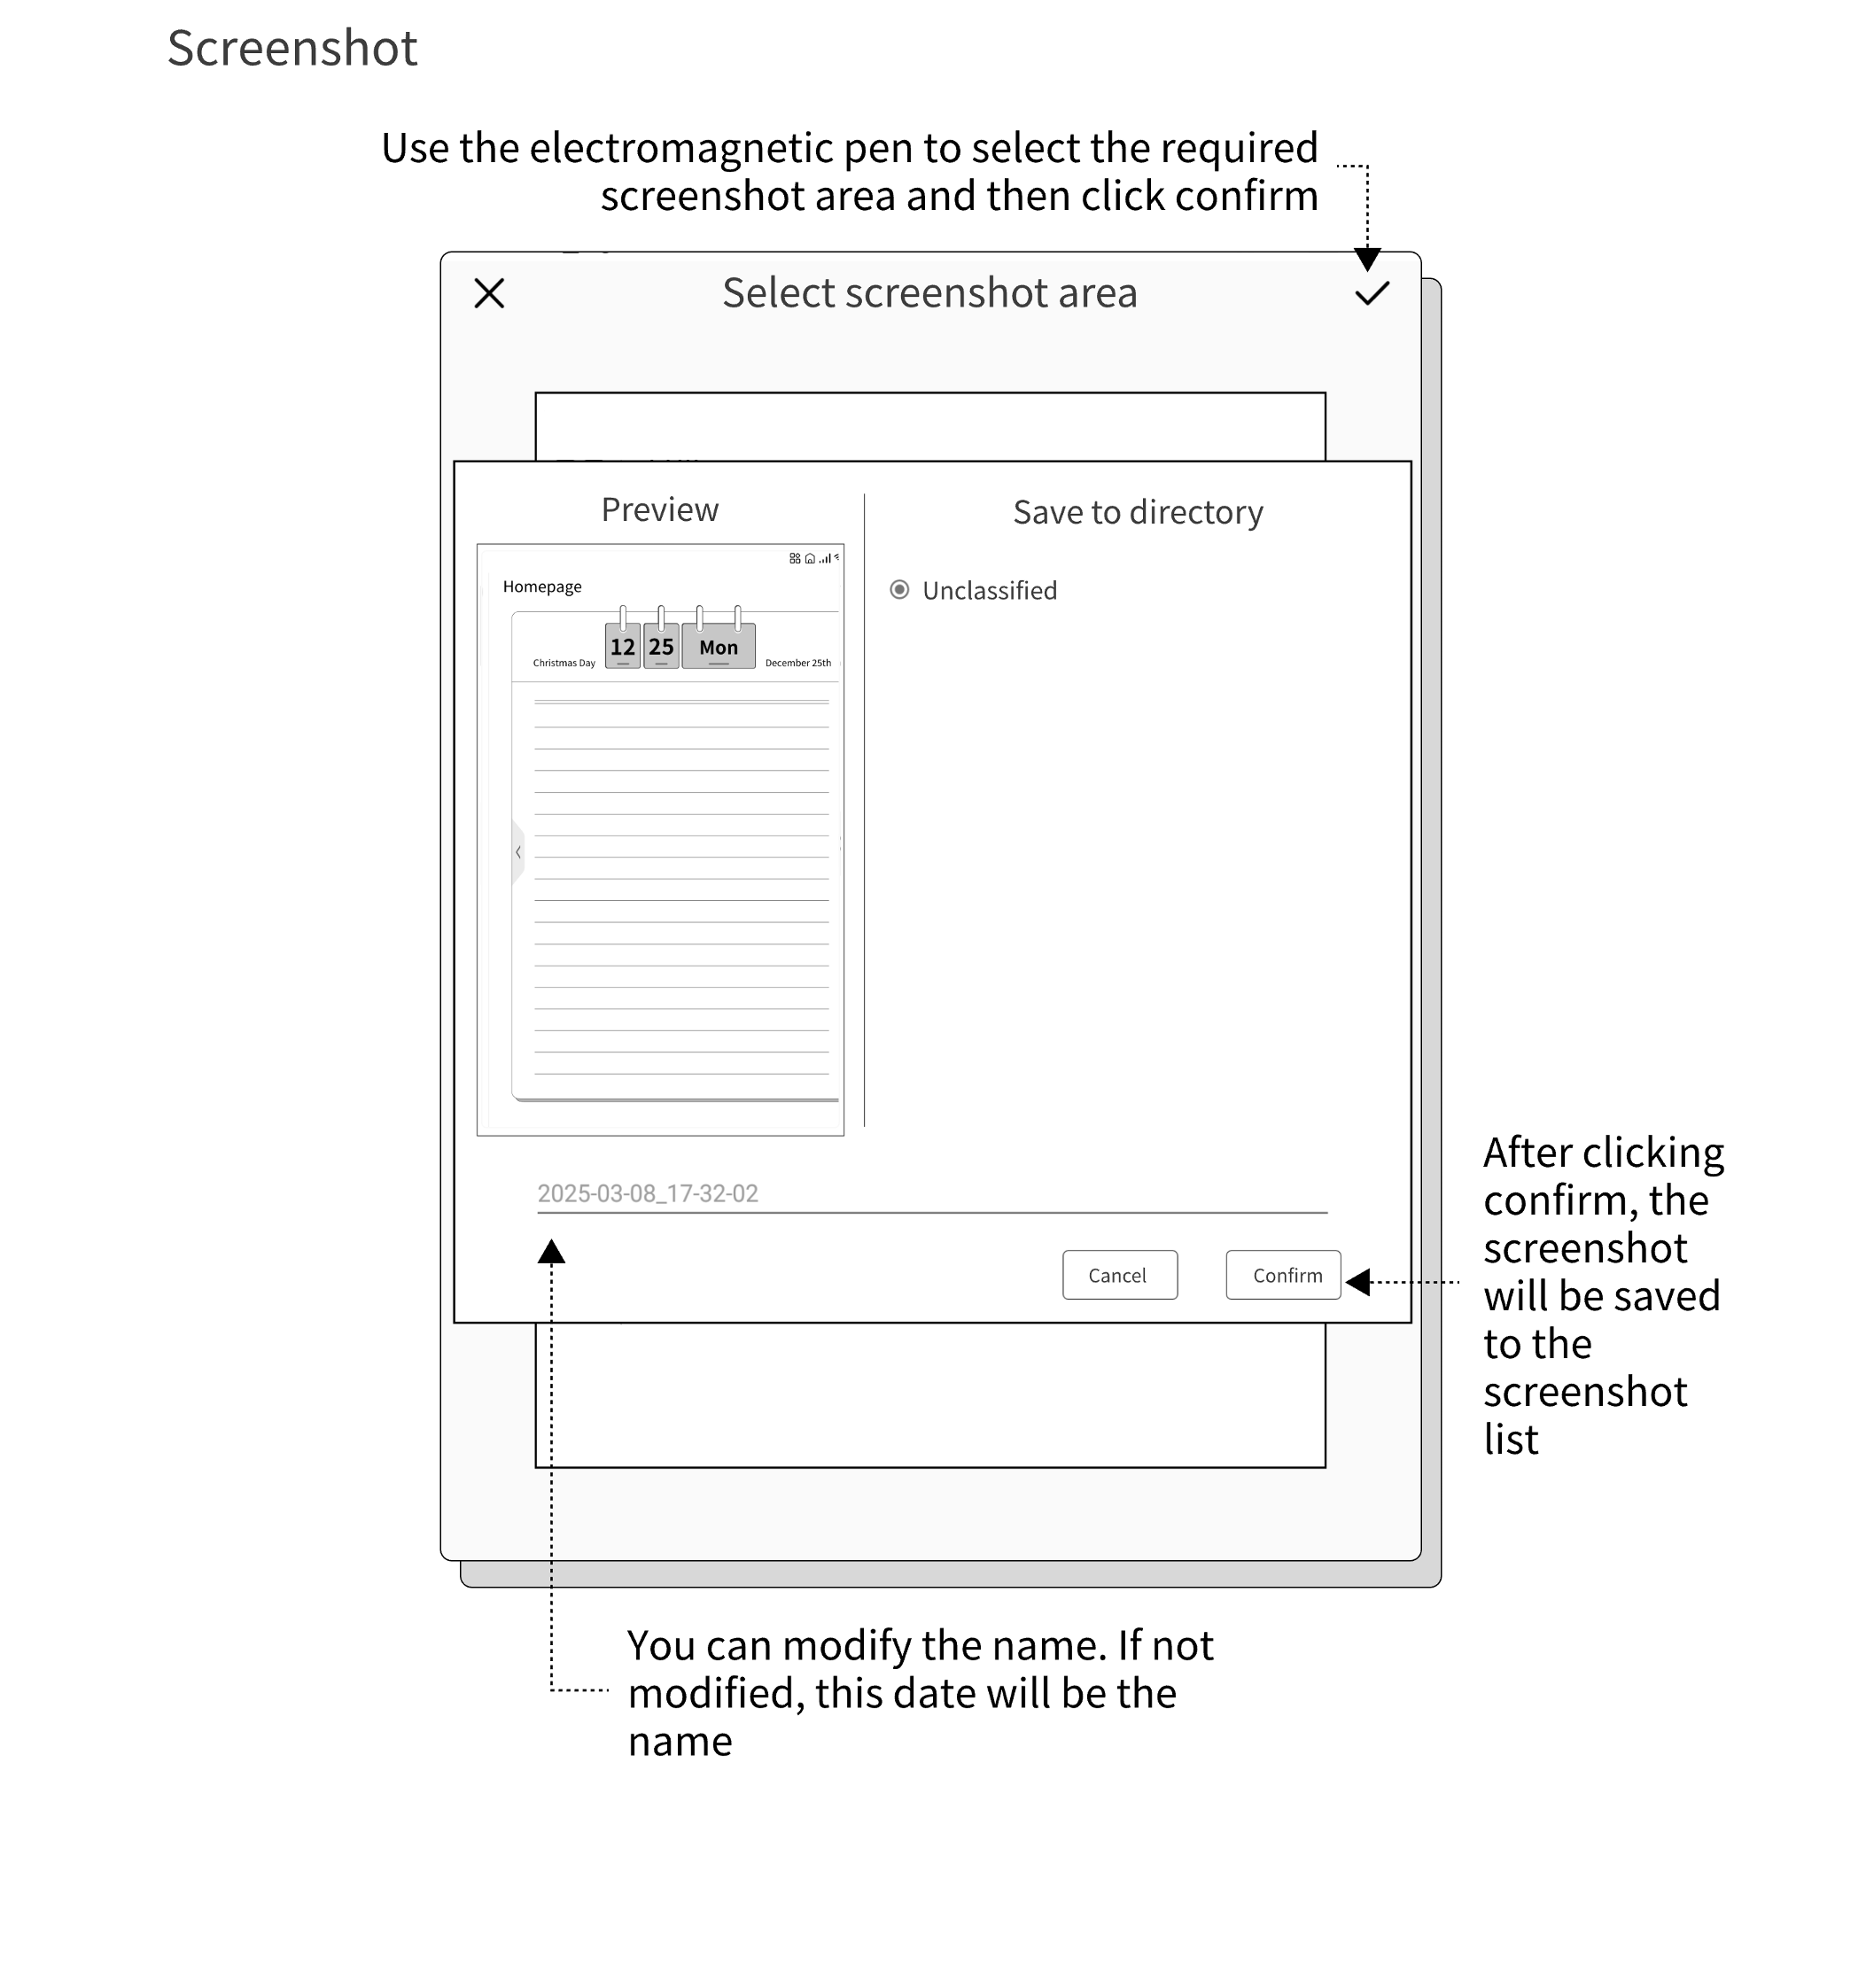 Screenshot
Use the electromagnetic pen to select the required
screenshot area and then click confirm
Select screenshot area
Preview
Save to directory
Homepage
Unclassified
12 25 Mon
Christmas Day
December 25th
2025-03-08_17-32-02
Cancel
Confirm
After clicking
confirm, the
screenshot
will be saved
to the
screenshot
list
You can modify the name. If not
modified, this date will be the
name